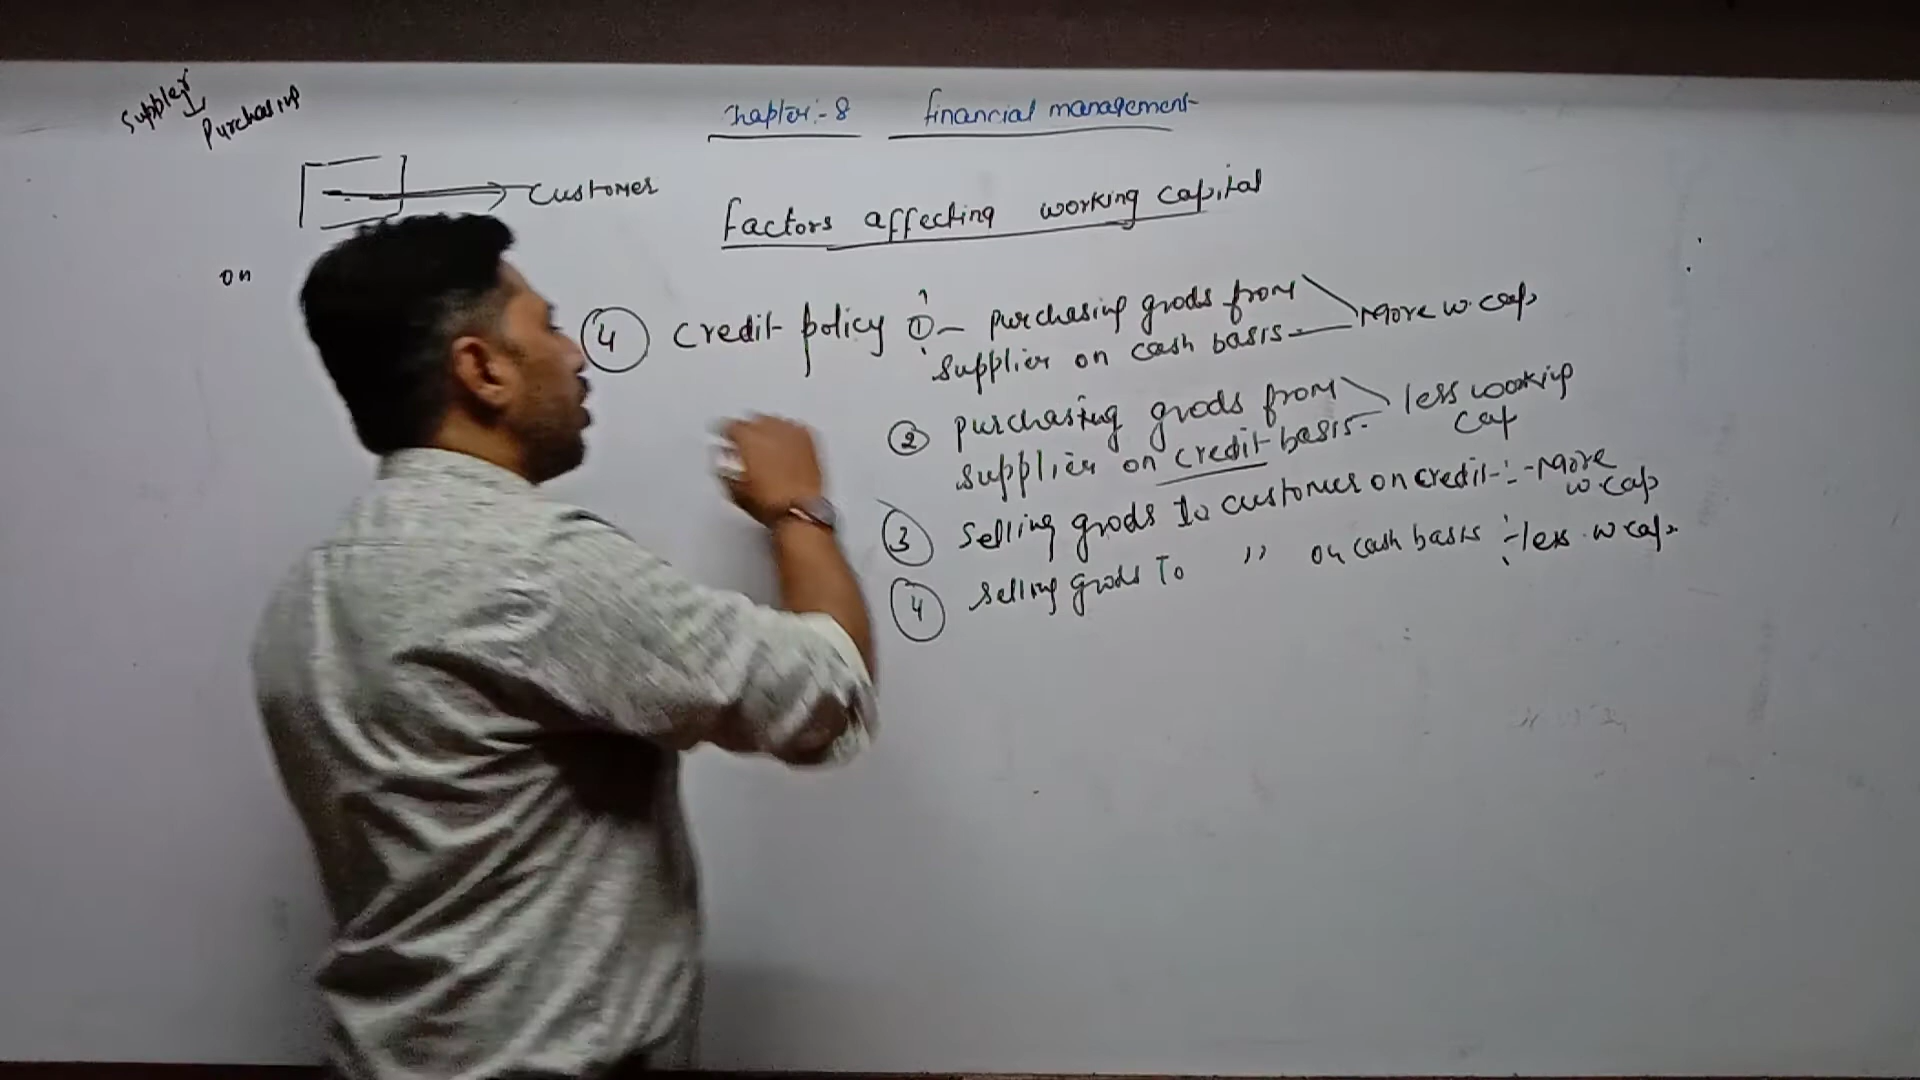 Supplier
Purchasing
Customer
on
Chapter:- 8 financial management
factors affecting working capital
4 credit policy :- 1 purchasing goods from
supplier on cash basis - More w. cap
2 purchasing goods from
supplier on credit basis - less working
cap
3 selling goods to customer on credit :- More
w. cap
4 selling goods To ,, on cash basis :- less w cap.